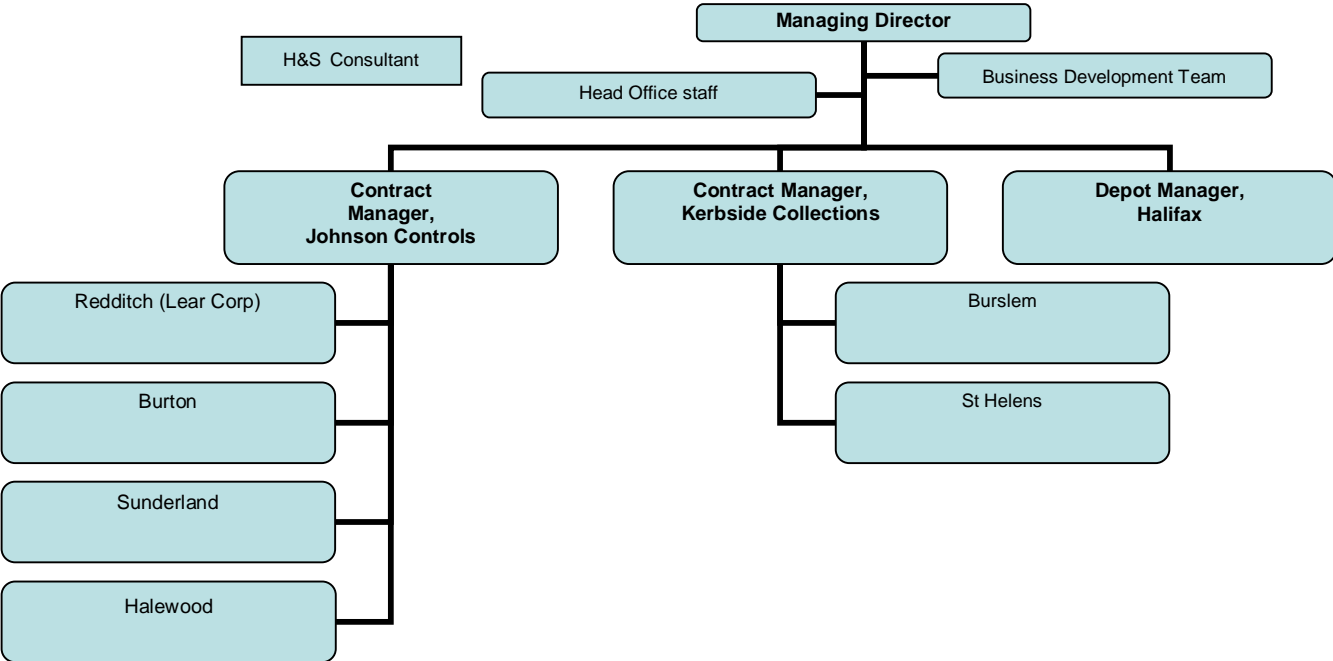 Managing Director
H&S Consultant
Business Development Team
Head Office staff
Contract
Manager,
Johnson Controls
Contract Manager,
Kerbside Collections
Depot Manager,
Halifax
Redditch (Lear Corp)
Burslem
Burton
St Helens
Sunderland
Halewood